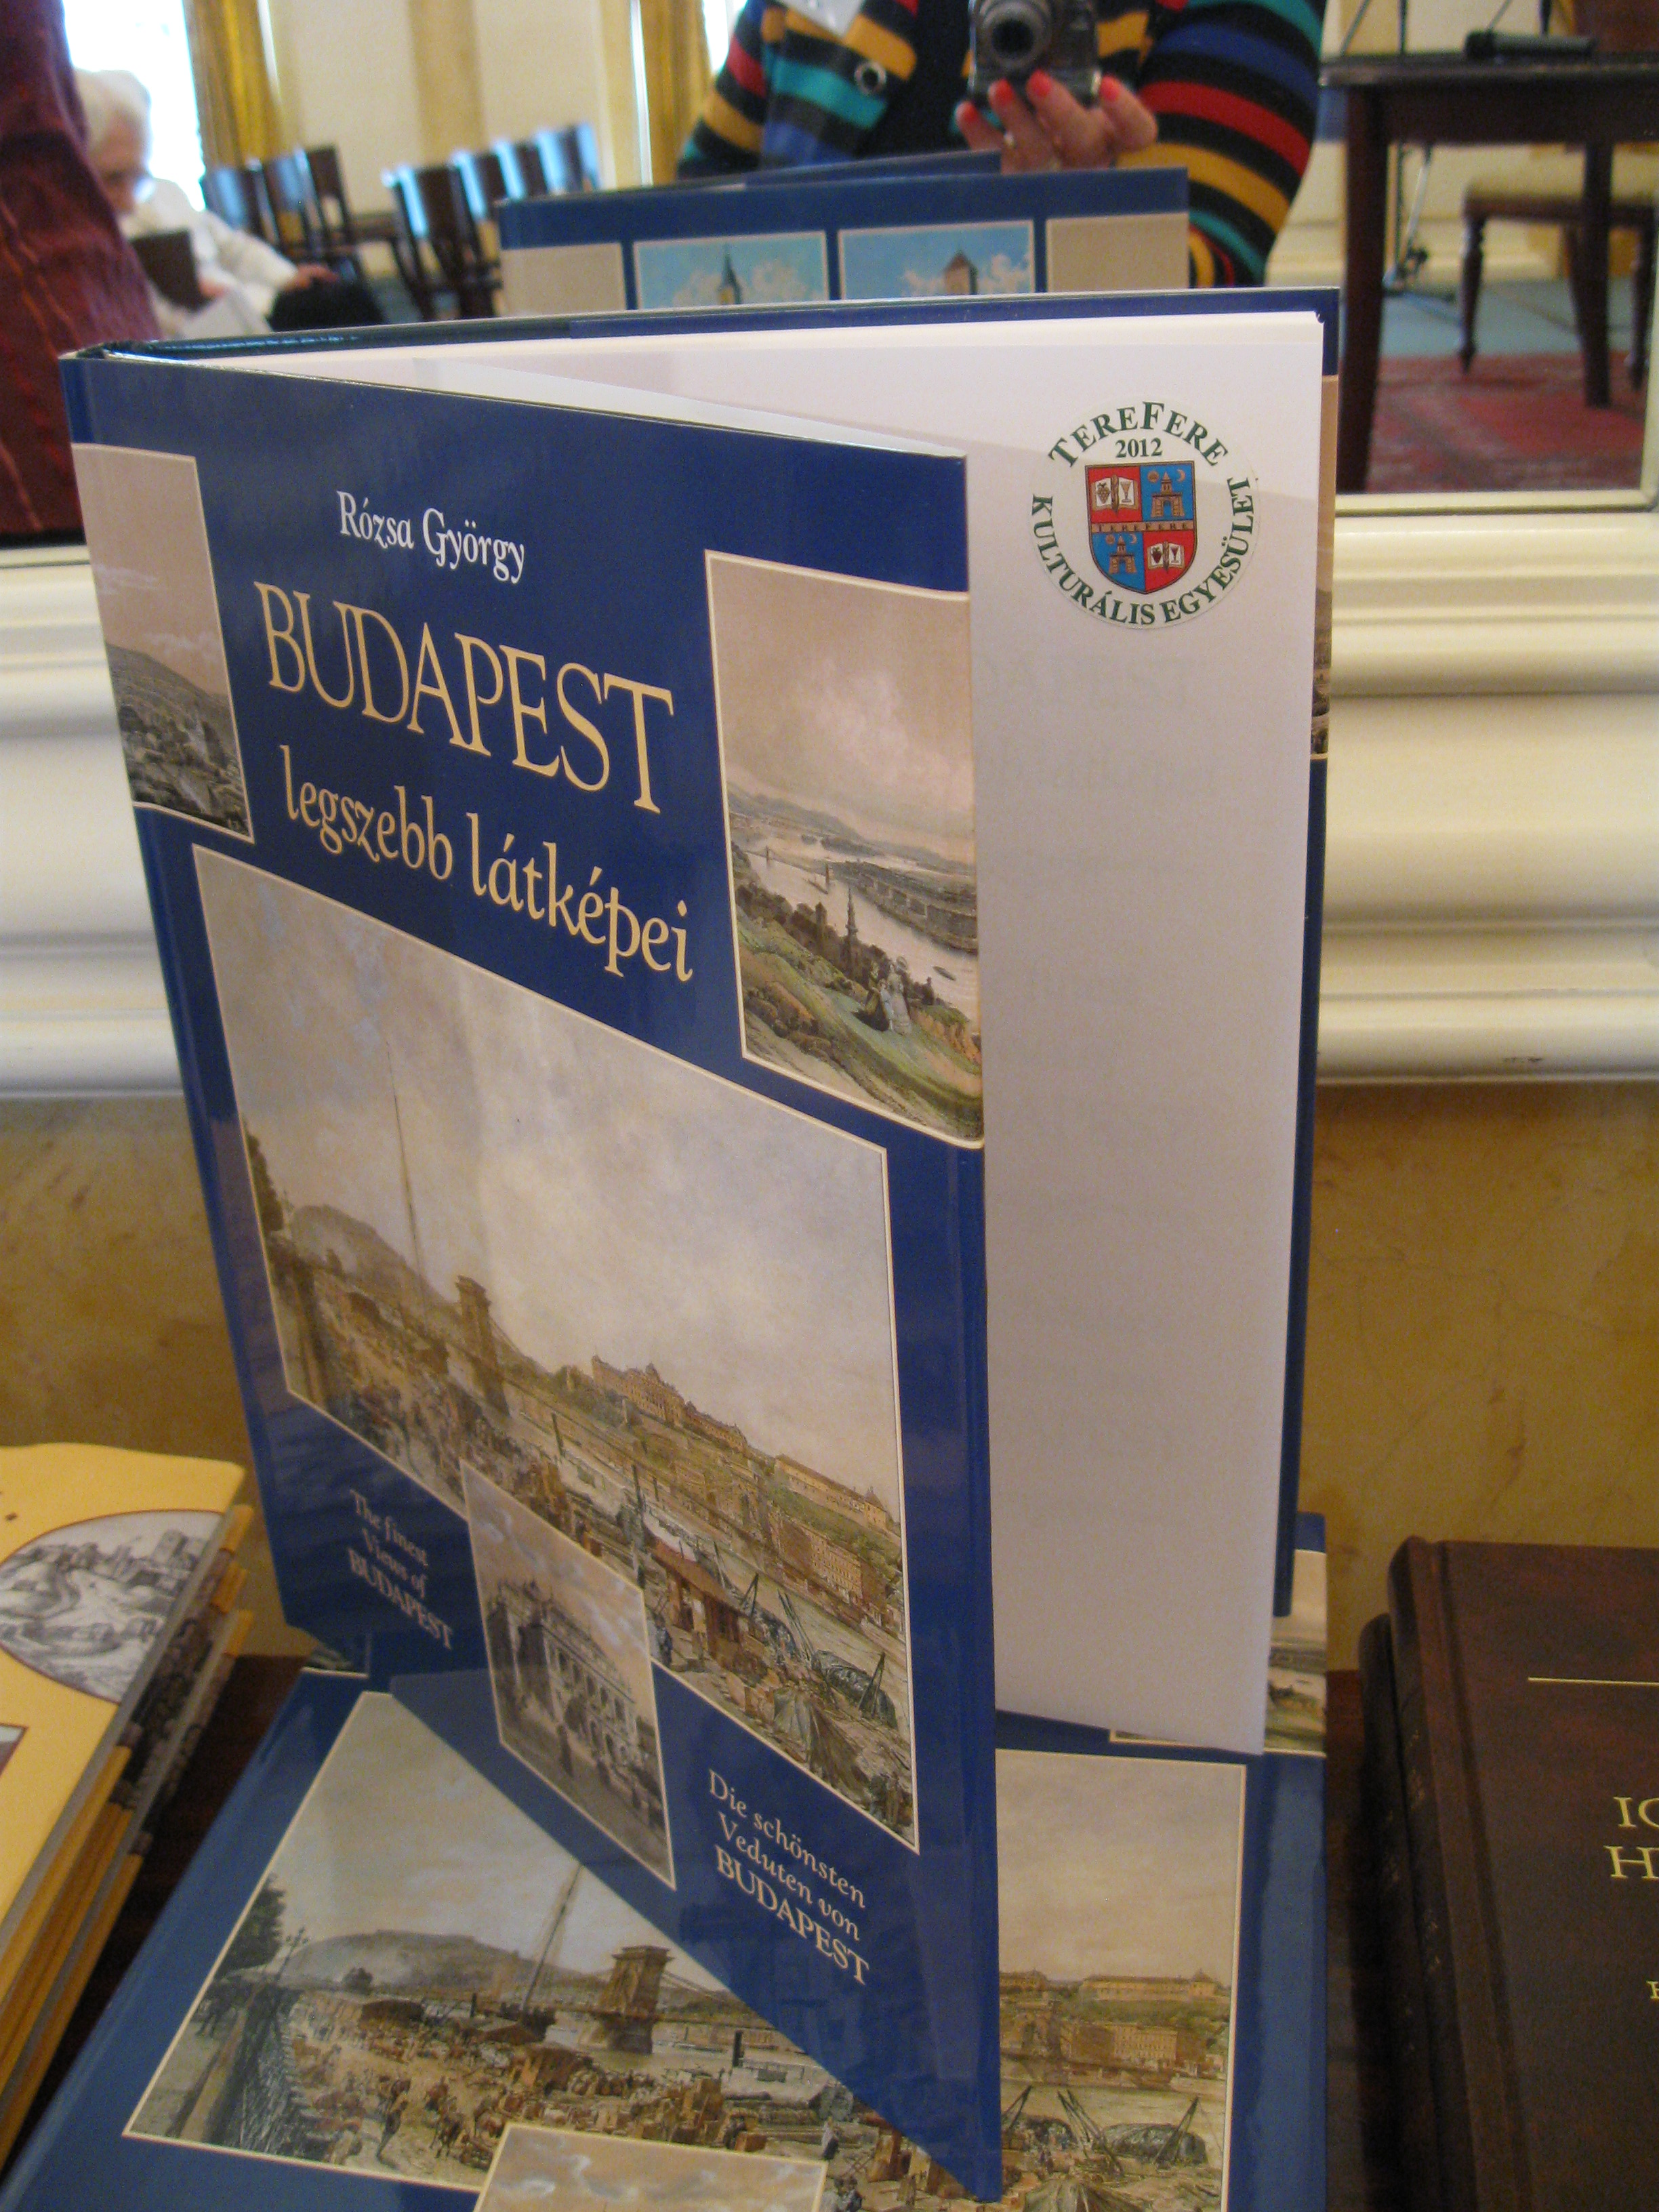 Rózsa György
BUDAPEST
legszebb látképei
The finest
Views of
BUDAPEST
Die schönsten
Veduten von
BUDAPEST
TEREFERE
2012
TEREFERE
KULTURÁLIS EGYESÜLET